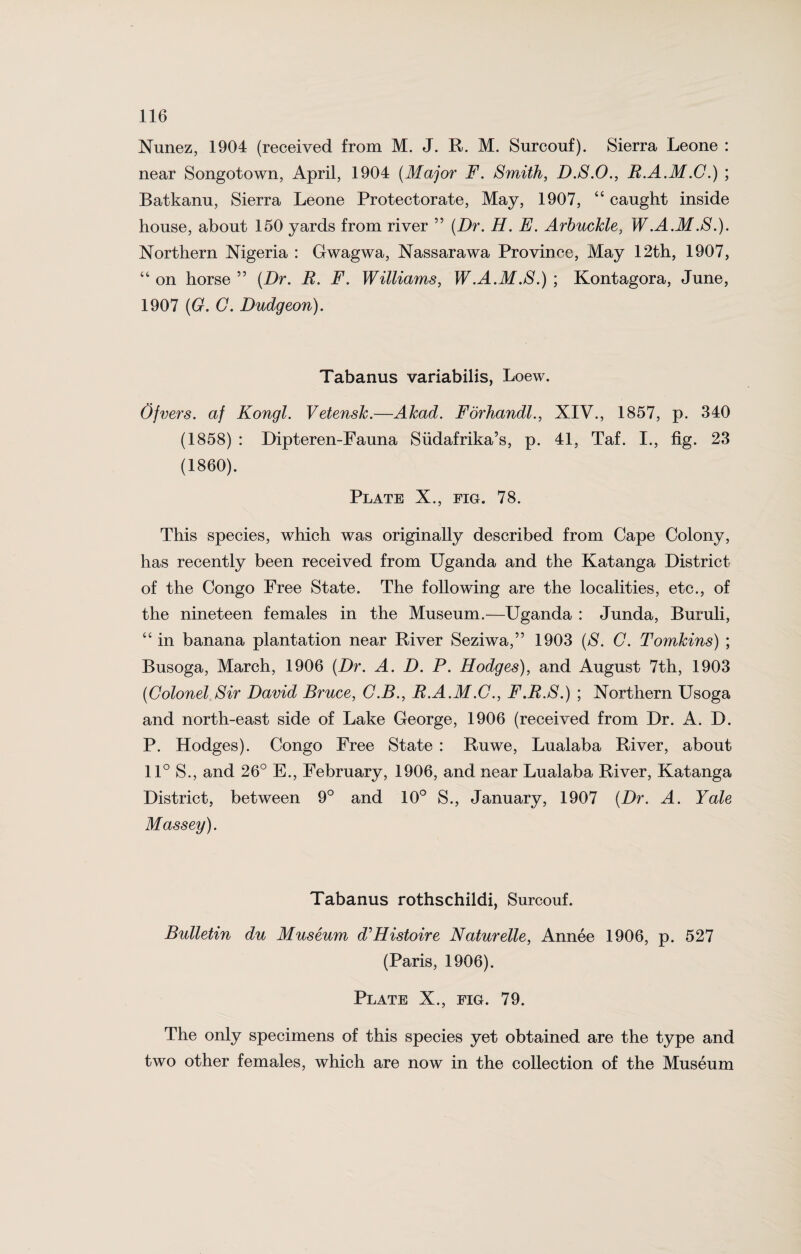 116
Nunez, 1904 (received from M. J. R. M. Surcouf). Sierra Leone :
near Songotown, April, 1904 (Major F. Smith, D.S.O., R.A.M.C.) ;
Batkanu, Sierra Leone Protectorate, May, 1907, “ caught inside
house, about 150 yards from river ” (Dr. H. E. Arbuckle, W.A.M.S.).
Northern Nigeria : Gwagwa, Nassarawa Province, May 12th, 1907,
“ on horse ” (Dr. R. F. Williams, W.A.M.S.) ; Kontagora, June,
1907 (G. C. Dudgeon).
Tabanus variabilis, Loew.
Öfvers. af Kongl. Vetensk.—Akad. Förhandl., XIV., 1857, p. 340
(1858) : Dipteren-Fauna Südafrika’s, p. 41, Taf. I., fig. 23
(1860).
Plate X., fig. 78.
This species, which was originally described from Cape Colony,
has recently been received from Uganda and the Katanga District
of the Congo Free State. The following are the localities, etc., of
the nineteen females in the Museum.—Uganda : Junda, Buruli,
“ in banana plantation near River Seziwa,” 1903 (S. C. Tomkins) ;
Busoga, March, 1906 (Dr. A. D. P. Hodges), and August 7th, 1903
(Colonel Sir David Bruce, C.B., R.A.M.C., F.R.S.) ; Northern Usoga
and north-east side of Lake George, 1906 (received from Dr. A. D.
P. Hodges). Congo Free State : Ruwe, Lualaba River, about
11° S., and 26° E., February, 1906, and near Lualaba River, Katanga
District, between 9° and 10° S., January, 1907 (Dr. A. Yale
Massey).
Tabanus rothschildi, Surcouf.
Bulletin du Muséum d’Histoire Naturelle, Année 1906, p. 527
(Paris, 1906).
Plate X., fig. 79.
The only specimens of this species yet obtained are the type and
two other females, which are now in the collection of the Muséum